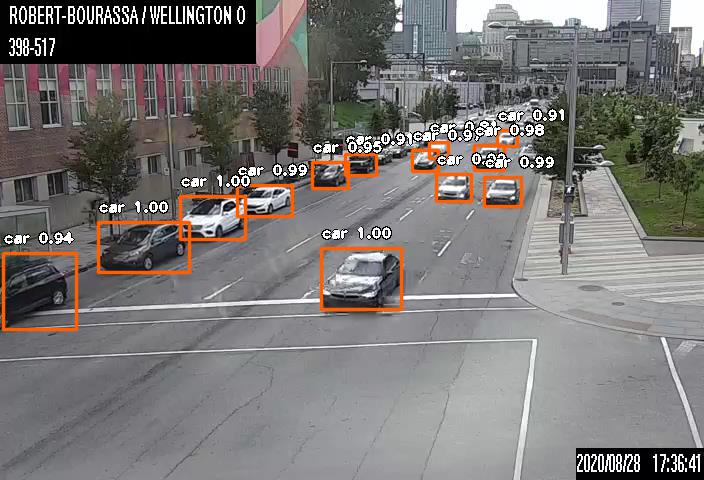 ROBERT-BOURASSA / WELLINGTON O
398-517
car 0.91
car 0.98
car 0.95
car 0.99
car 0.99
car 1.00
car 1.00
car 1.00
car 0.94
2020/08/28 17:36:41